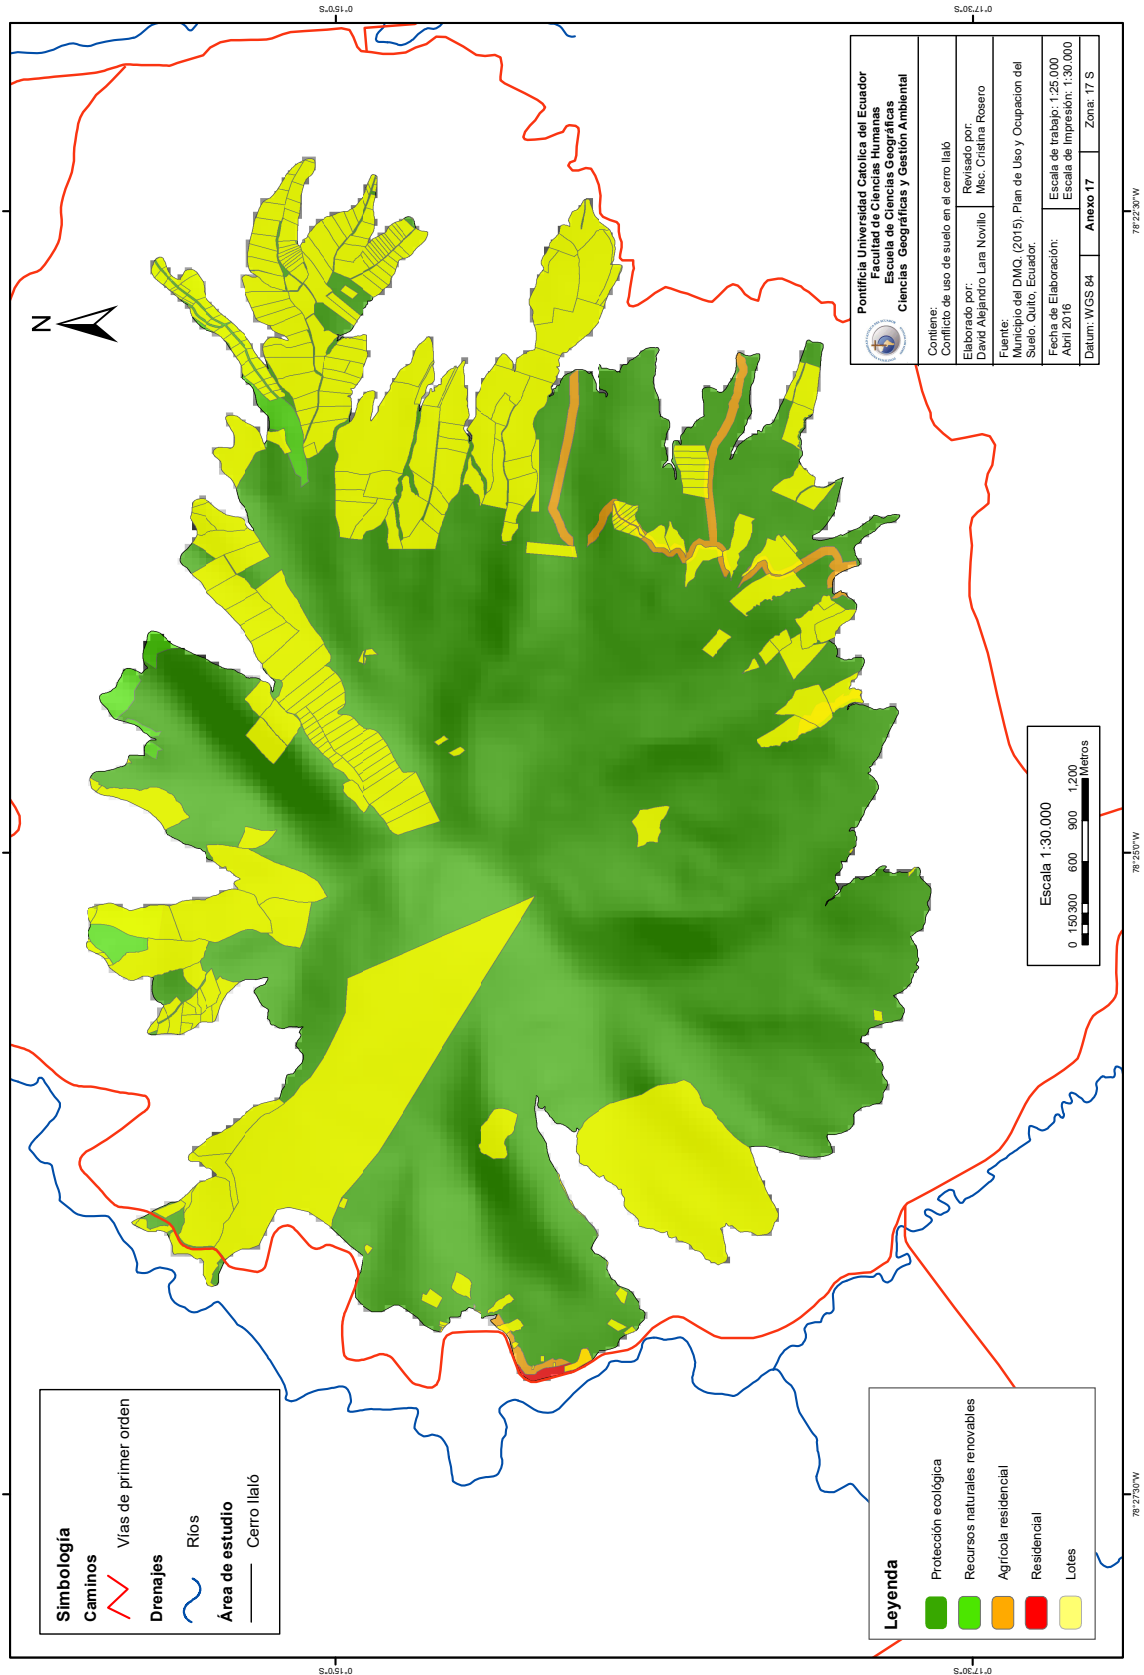 0°15'0"S
0°17'30"S
N
Pontificia Universidad Catolica del Ecuador
Facultad de Ciencias Humanas
Escuela de Ciencias Geográficas
Ciencias Geográficas y Gestión Ambiental
Contiene:
Conflicto de uso de suelo en el cerro Ilaló
Elaborado por:
David Alejandro Lara Novillo
Revisado por:
Msc. Cristina Rosero
Fuente:
Municipio del DMQ. (2015), Plan de Uso y Ocupacion del
Suelo. Quito, Ecuador.
Fecha de Elaboración:
Abril 2016
Escala de trabajo: 1:25.000
Escala de Impresión: 1:30.000
Datum: WGS 84
Anexo 17
Zona: 17 S
78°22'30"W
78°25'0"W
78°27'30"W
Escala 1:30.000
0 150 300 600 900 1,200
Metros
Simbología
Caminos
Vías de primer orden
Drenajes
Ríos
Área de estudio
Cerro Ilaló
Leyenda
Protección ecológica
Recursos naturales renovables
Agrícola residencial
Residencial
Lotes
0°15'0"S
0°17'30"S